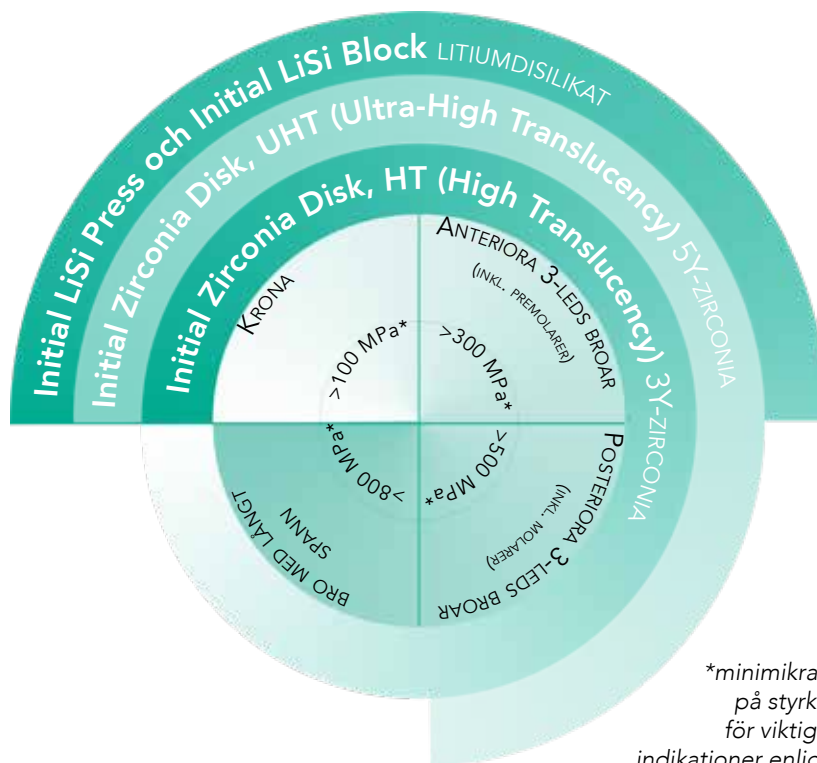 Initial LiSi Press och Initial LiSi Block LITIUMDISILIKAT
Initial Zirconia Disk, UHT (Ultra-High Translucency) 5Y-ZIRCONIA
Initial Zirconia Disk, HT (High Translucency) 3Y-ZIRCONIA
KRONA
>100 MPa*
ANTERIORA 3-LEDS BROAR
(INKL. PREMOLARER)
>300 MPa*
POSTERIORA 3-LEDS BROAR
(INKL. MOLARER)
>500 MPa*
BRO MED LÅNGT
SPANN
>800 MPa*
*minimikra
på styrk
för viktig
indikationer enlig